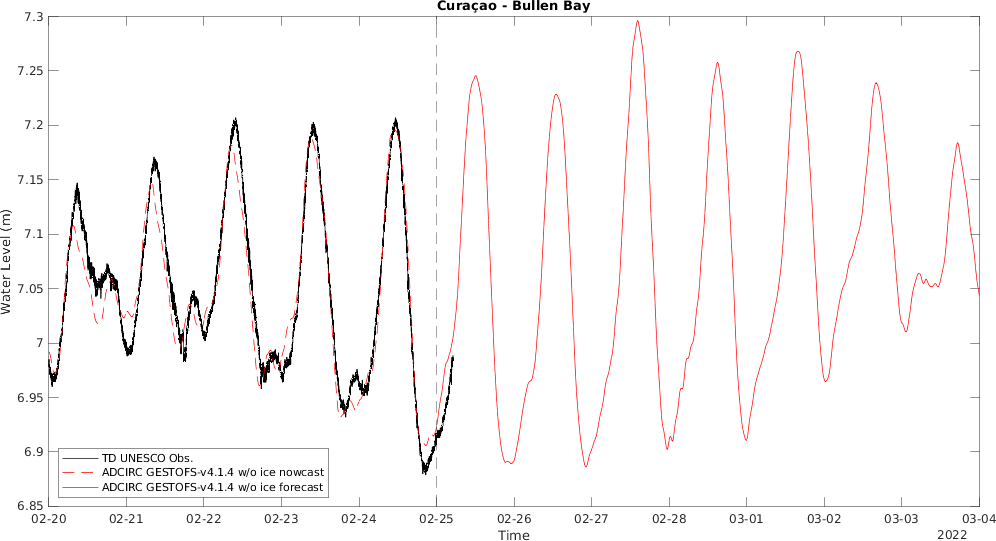 Curaçao - Bullen Bay
7.3
7.25
7.2
7.15
7.1
7.05
7
6.95
6.9
6.85
Water Level (m)
TD UNESCO Obs.
ADCIRC GESTOFS-v4.1.4 w/o ice nowcast
ADCIRC GESTOFS-v4.1.4 w/o ice forecast
02-20 02-21 02-22 02-23 02-24 02-25 02-26 02-27 02-28 03-01 03-02 03-03 03-04
Time
2022